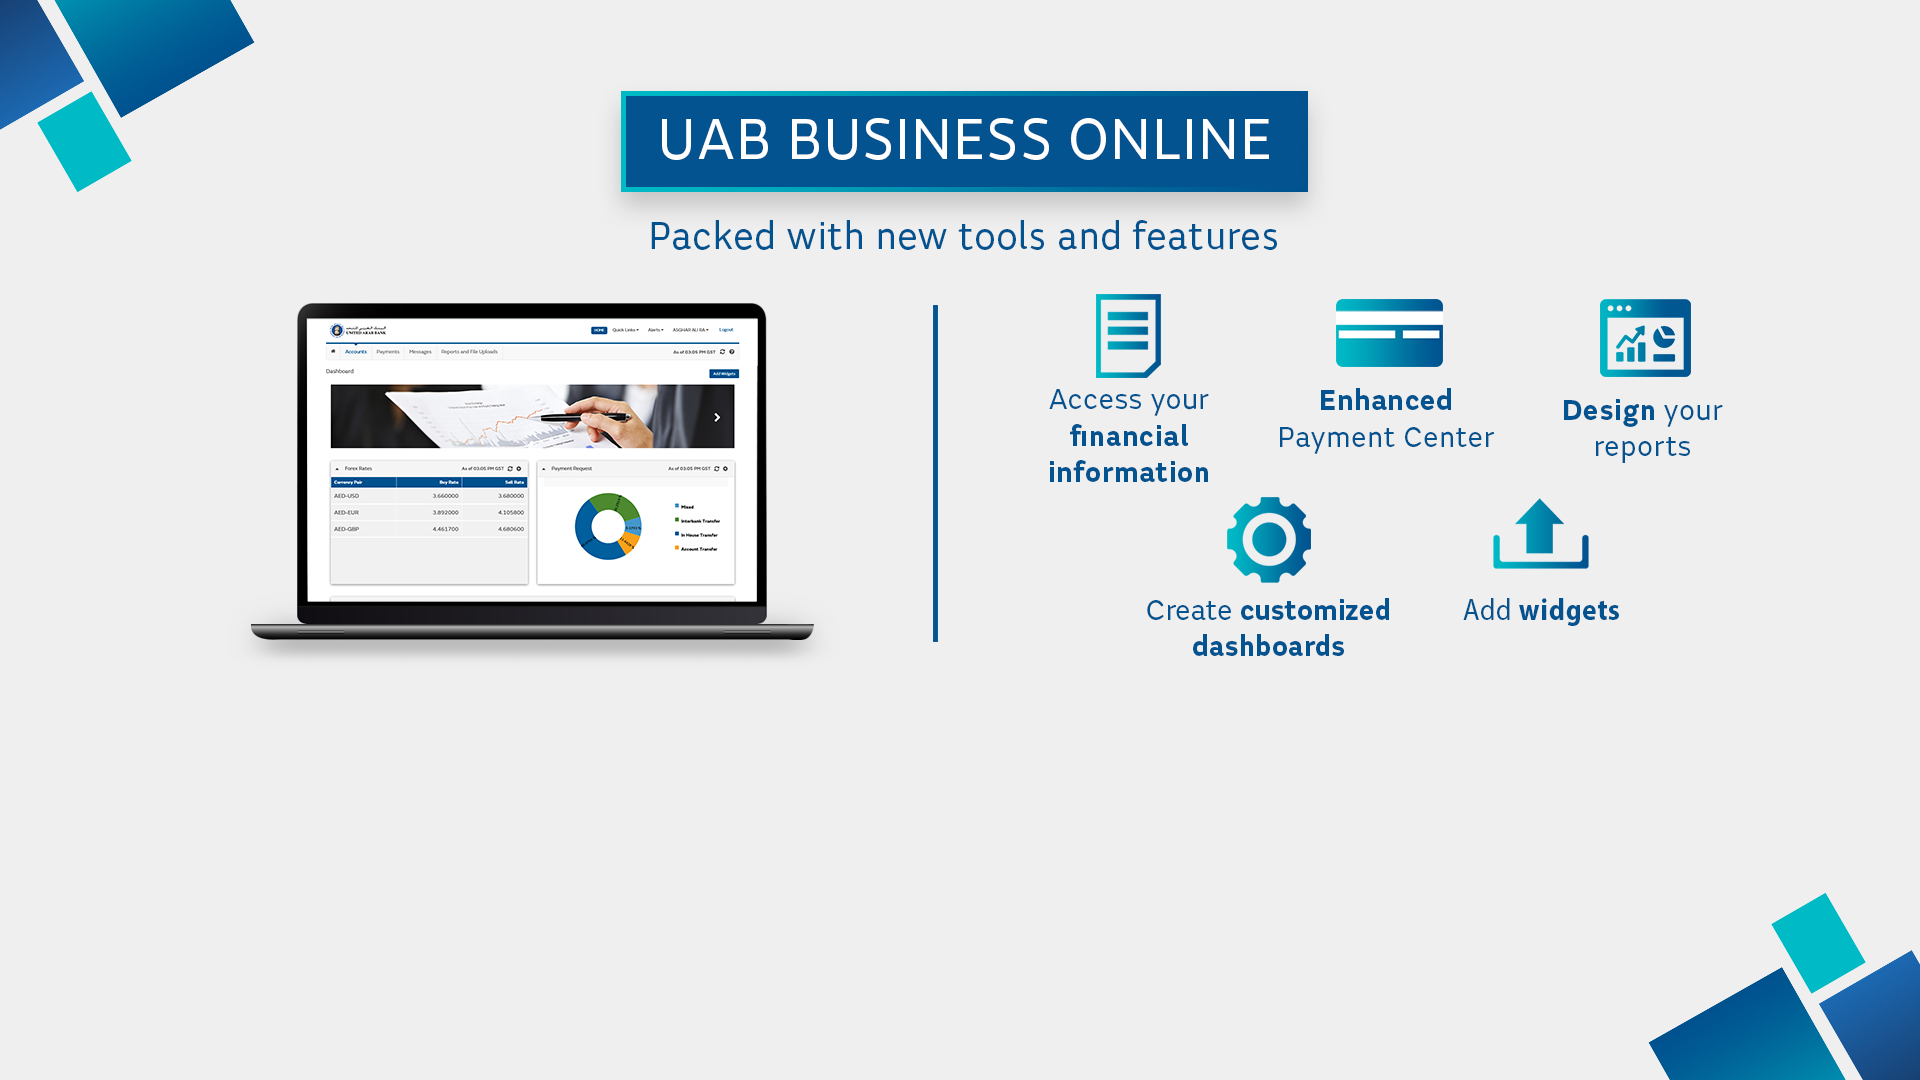 UAB BUSINESS ONLINE
Packed with new tools and features
البنك العربي المتحد
UNITED ARAB BANK
HOME Quick Links Alerts ASGHAR ALI RA Logout
Accounts Payments Messages Reports and File Uploads As of 03:05 PM GST
Dashboard
Add Widgets
Forex Rates As of 03:05 PM GST
Currency Pair Buy Rate Sell Rate
AED-USD 3.660000 3.680000
AED-EUR 3.892000 4.105800
AED-GBP 4.461700 4.680600
Payment Request As of 03:05 PM GST
Mixed
Interbank Transfer
In House Transfer
Account Transfer
Access your
financial
information
Enhanced
Payment Center
Design your
reports
Create customized
dashboards
Add widgets